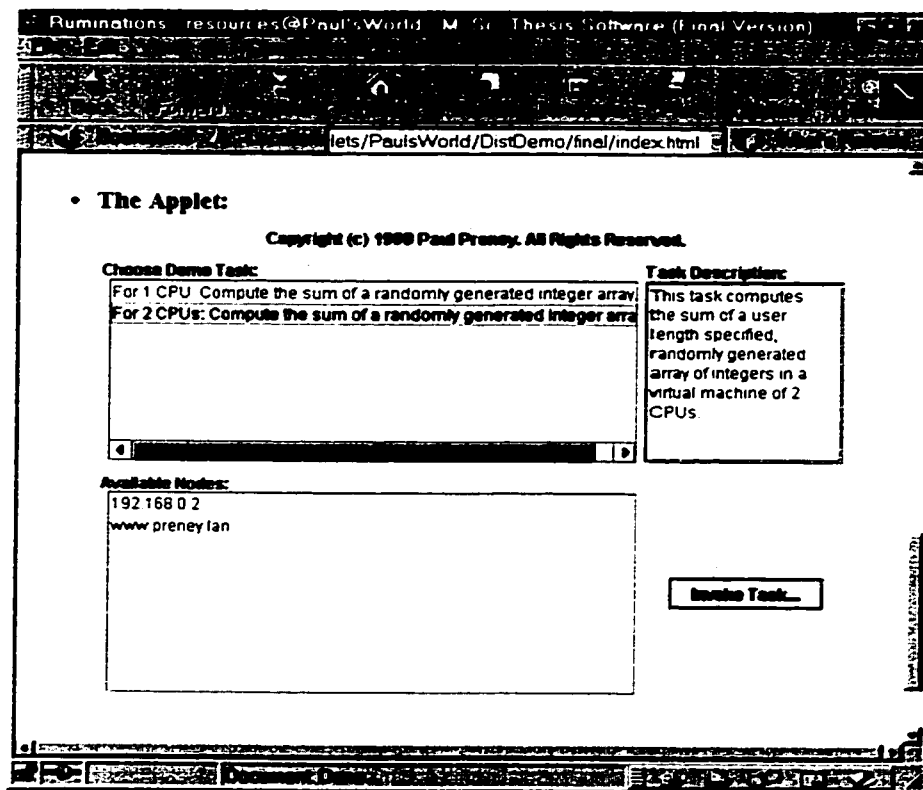 Ruminations resources@Paul'sWorld M. Sc. Thesis Software (Final Version)
lets/PaulsWorld/DistDemo/final/index.html
• The Applet:
Copyright (c) 1999 Paul Preney. All Rights Reserved.
Choose Demo Task:
For 1 CPU: Compute the sum of a randomly generated integer array.
For 2 CPUs: Compute the sum of a randomly generated integer arra
Task Description:
This task computes
the sum of a user
length specified,
randomly generated
array of integers in a
virtual machine of 2
CPUs.
Available Nodes:
192.168.0.2
www.preney.lan
Invoke Task...
Document: Done